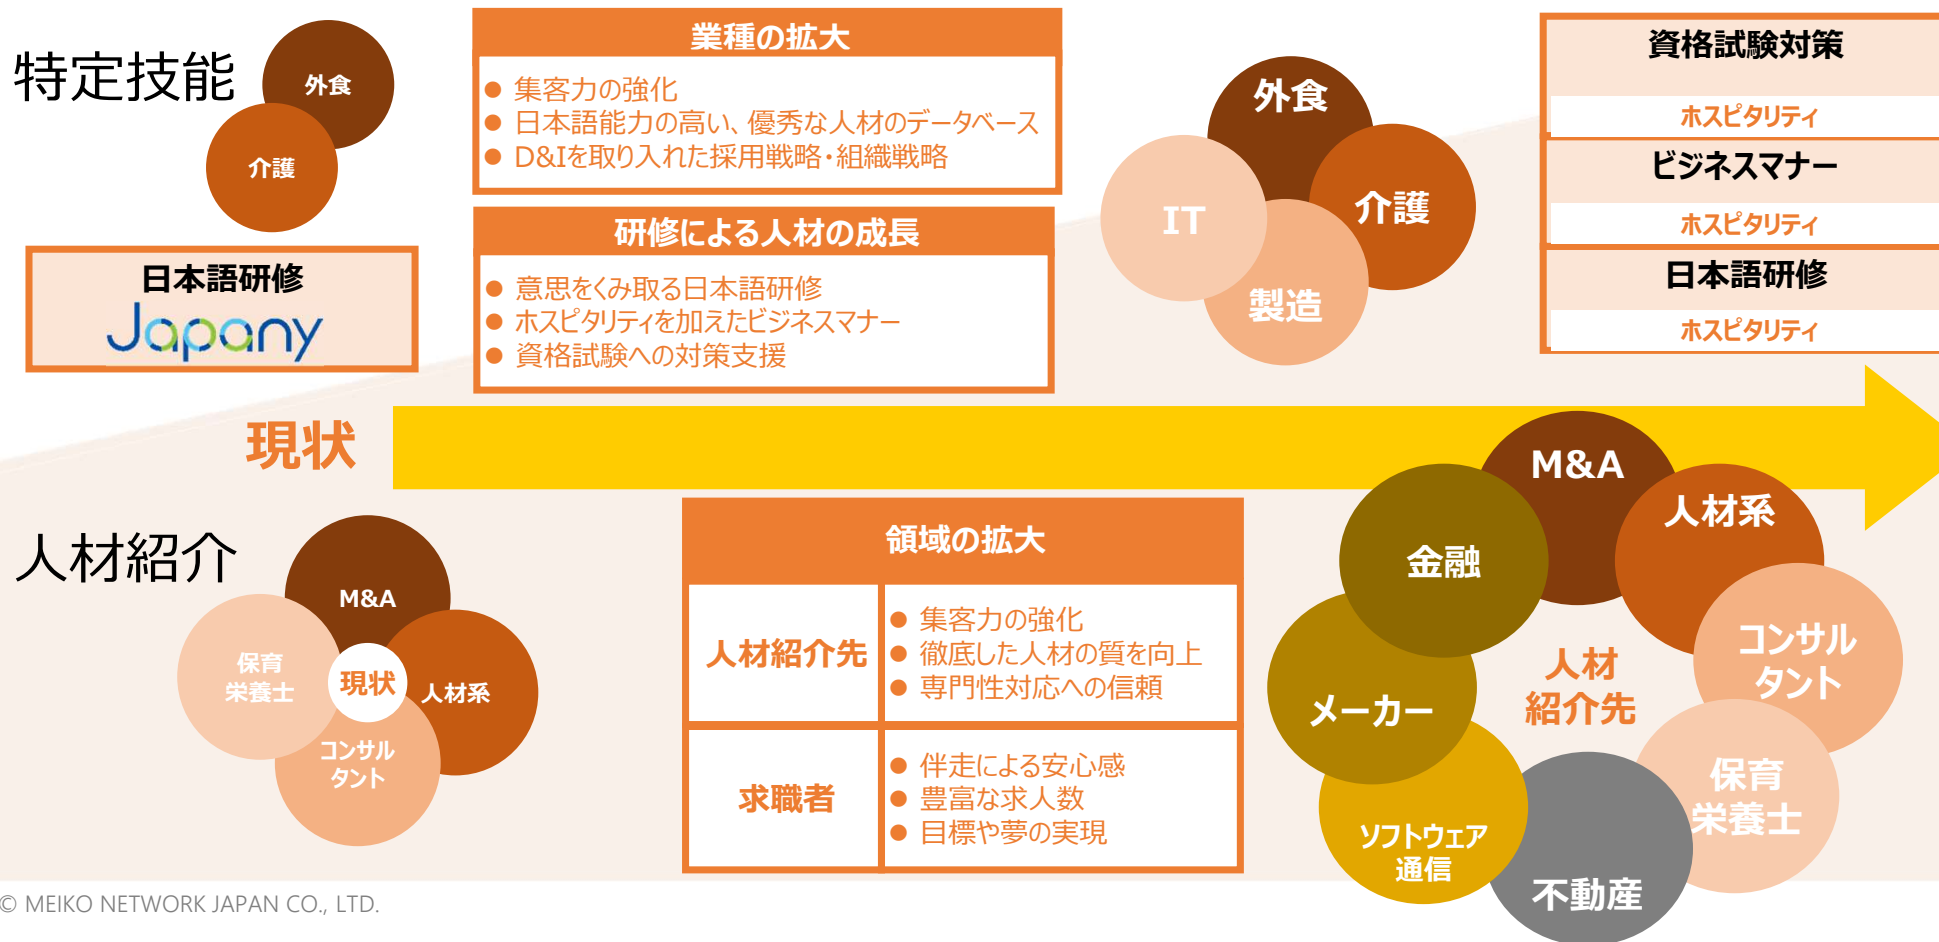 特定技能
外食
介護
日本語研修
Japany
業種の拡大
● 集客力の強化
● 日本語能力の高い、優秀な人材のデータベース
● D&Iを取り入れた採用戦略・組織戦略
研修による人材の成長
● 意思をくみ取る日本語研修
● ホスピタリティを加えたビジネスマナー
● 資格試験への対策支援
外食
介護
製造
IT
資格試験対策
ホスピタリティ
ビジネスマナー
ホスピタリティ
日本語研修
ホスピタリティ
現状
人材紹介
M&A
人材系
コンサル
タント
保育
栄養士
現状
領域の拡大
人材紹介先
● 集客力の強化
● 徹底した人材の質を向上
● 専門性対応への信頼
求職者
● 伴走による安心感
● 豊富な求人数
● 目標や夢の実現
M&A
人材系
コンサル
タント
保育
栄養士
不動産
ソフトウェア
通信
メーカー
金融
人材
紹介先
© MEIKO NETWORK JAPAN CO., LTD.